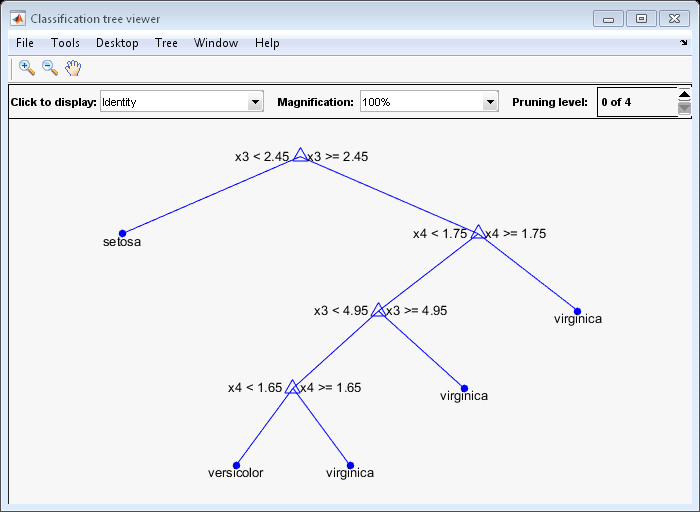 Classification tree viewer
File Tools Desktop Tree Window Help
Click to display: Identity Magnification: 100% Pruning level: 0 of 4
x3 < 2.45 x3 >= 2.45
setosa
x4 < 1.75 x4 >= 1.75
x3 < 4.95 x3 >= 4.95
virginica
x4 < 1.65 x4 >= 1.65
virginica
versicolor virginica